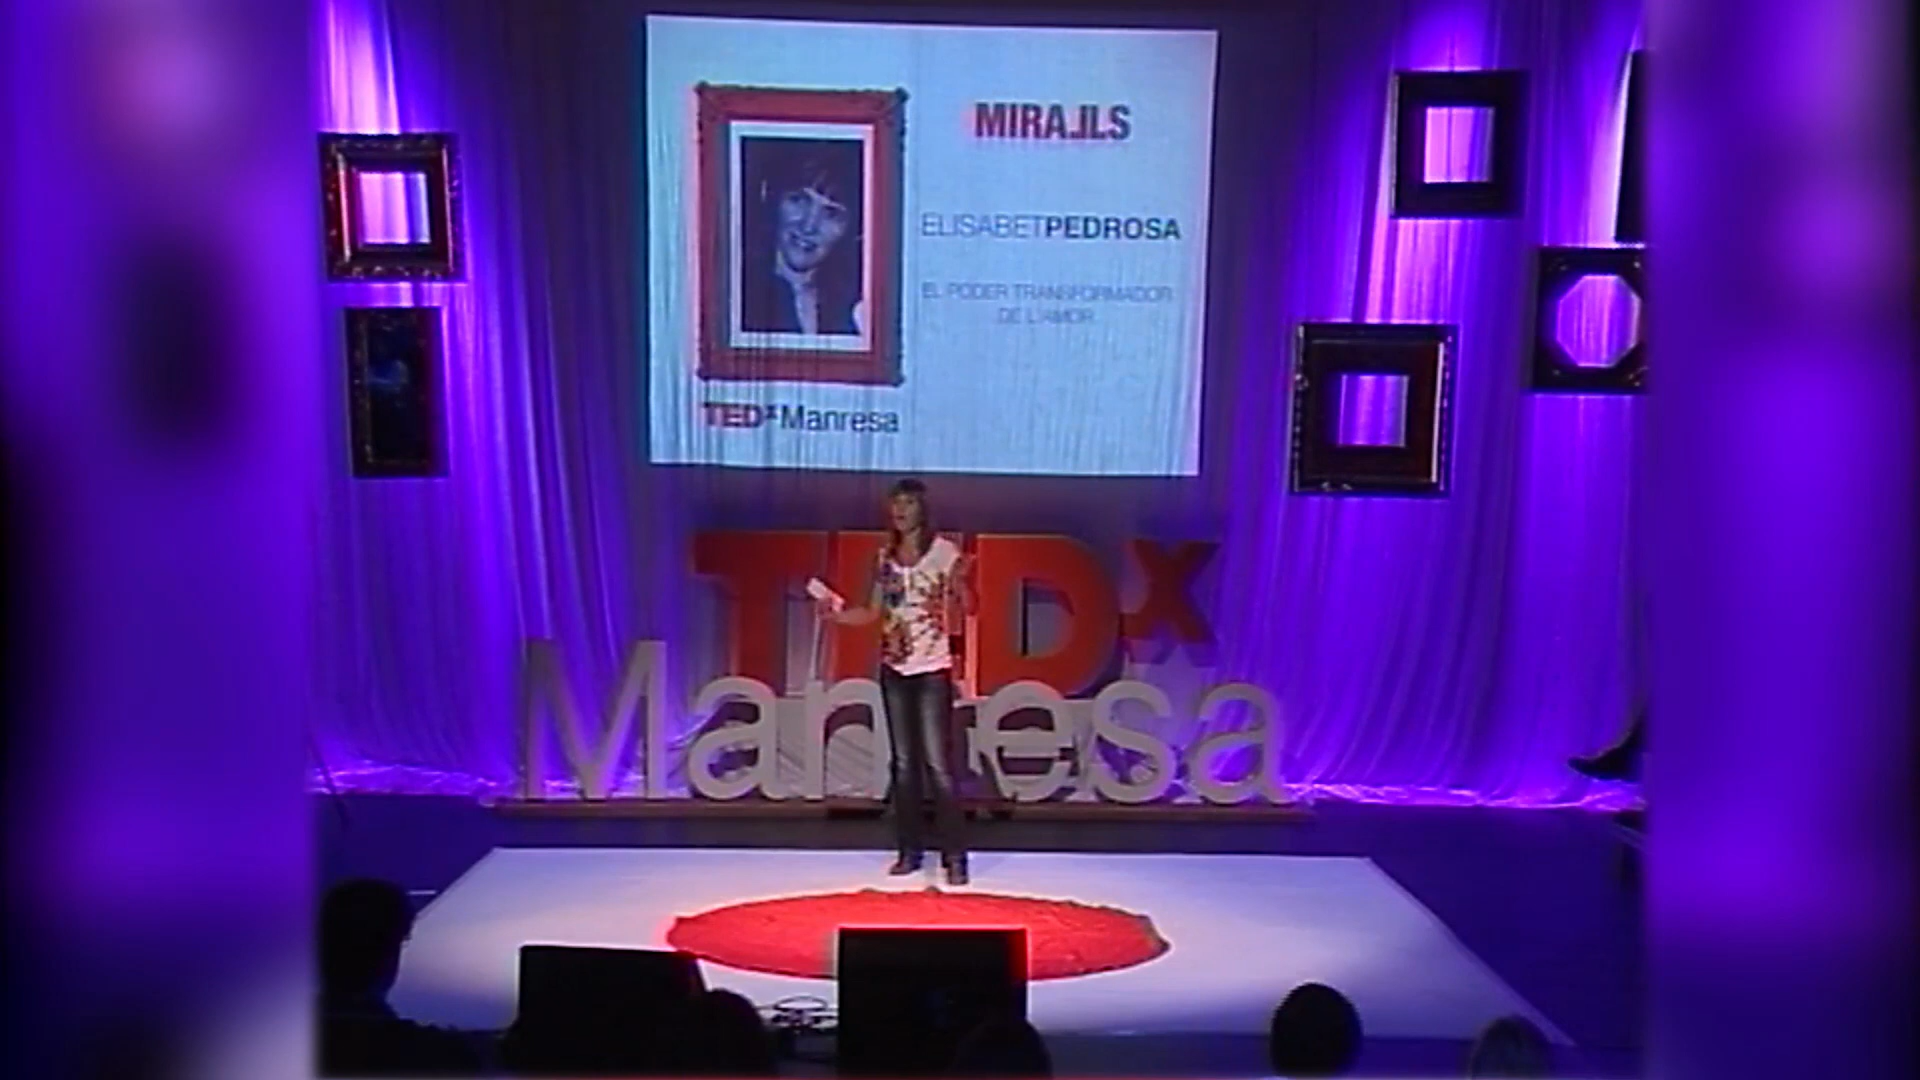 MIRALLS
ELISABETPEDROSA
EL PODER TRANSFORMADOR
DE L'AMOR
TEDxManresa
TEDx
Manresa